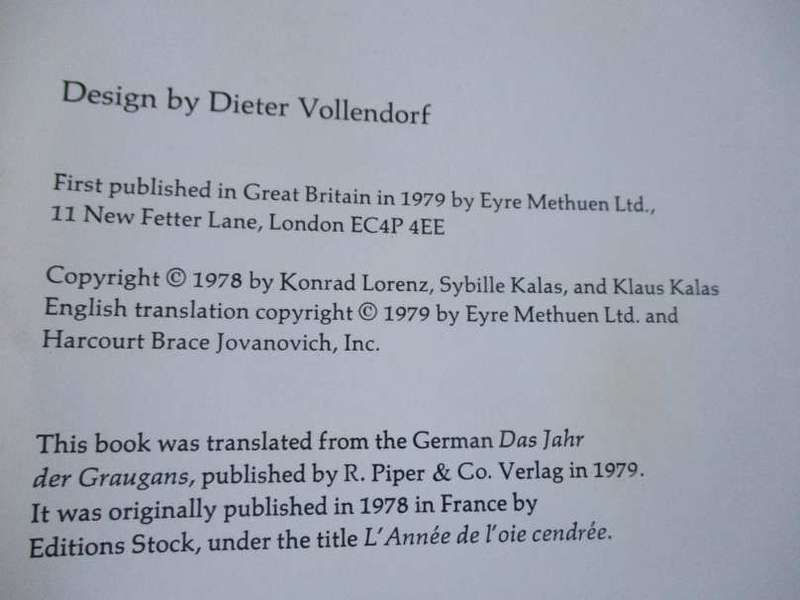 Design by Dieter Vollendorf
First published in Great Britain in 1979 by Eyre Methuen Ltd.,
11 New Fetter Lane, London EC4P 4EE
Copyright © 1978 by Konrad Lorenz, Sybille Kalas, and Klaus Kalas
English translation copyright © 1979 by Eyre Methuen Ltd. and
Harcourt Brace Jovanovich, Inc.
This book was translated from the German Das Jahr
der Graugans, published by R. Piper & Co. Verlag in 1979.
It was originally published in 1978 in France by
Editions Stock, under the title L'Année de l'oie cendrée.